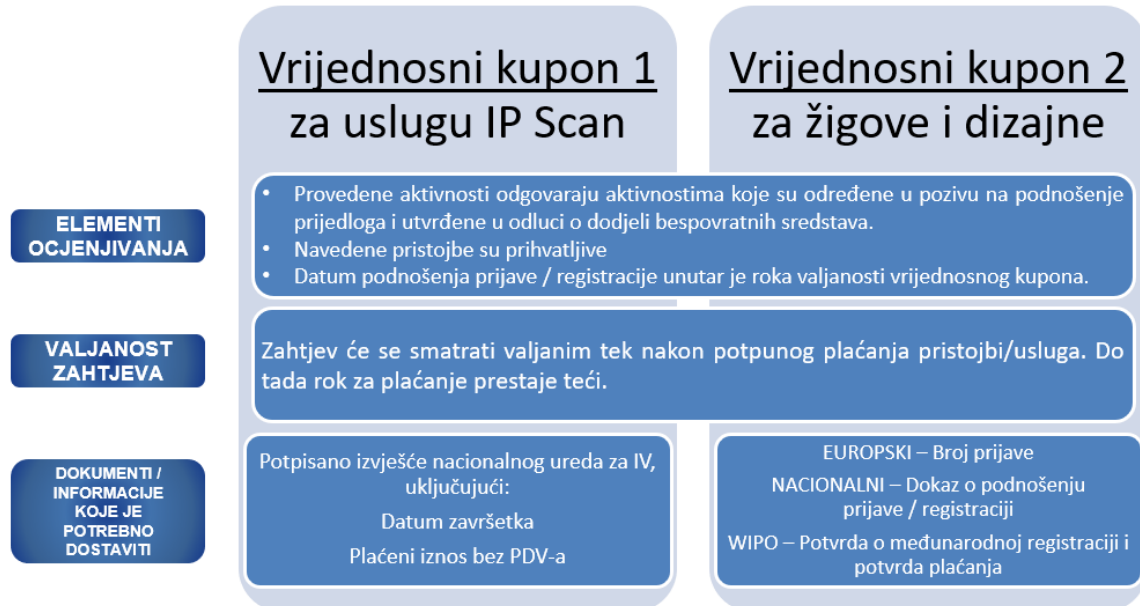 Vrijednosni kupon 1
za uslugu IP Scan
Vrijednosni kupon 2
za žigove i dizajne
ELEMENTI
OCJENJIVANJA
• Provedene aktivnosti odgovaraju aktivnostima koje su određene u pozivu na podnošenje
prijedloga i utvrđene u odluci o dodjeli bespovratnih sredstava.
• Navedene pristojbe su prihvatljive
• Datum podnošenja prijave / registracije unutar je roka valjanosti vrijednosnog kupona.
VALJANOST
ZAHTJEVA
Zahtjev će se smatrati valjanim tek nakon potpunog plaćanja pristojbi/usluga. Do
tada rok za plaćanje prestaje teći.
DOKUMENTI /
INFORMACIJE
KOJE JE
POTREBNO
DOSTAVITI
Potpisano izvješće nacionalnog ureda za IV,
uključujući:
Datum završetka
Plaćeni iznos bez PDV-a
EUROPSKI – Broj prijave
NACIONALNI – Dokaz o podnošenju
prijave / registraciji
WIPO – Potvrda o međunarodnoj registraciji i
potvrda plaćanja